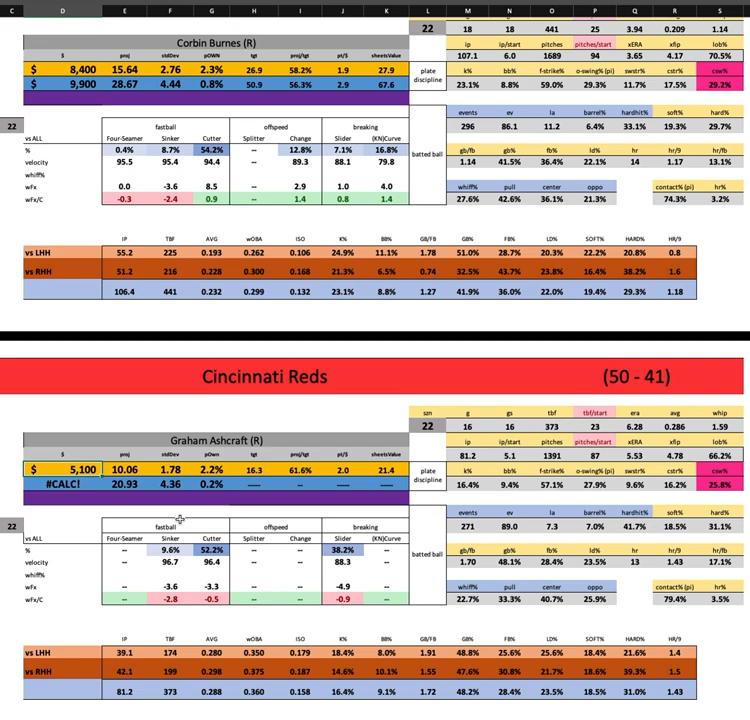 C D E F G H I J K L M N O P Q R S
22 18 18 441 25 3.94 0.209 1.14
ip ip/start pitches pitches/start xERA xfip lob%
Corbin Burnes (R) 107.1 6.0 1689 94 3.65 4.17 70.5%
$ proj stdDev pOWN tgt proj/tgt pt/$ sheetsValue
$ 8,400 15.64 2.76 2.3% 26.9 58.2% 1.9 27.9 plate discipline k% bb% f-strike% o-swing% (pi) swstr% cstr% csw%
$ 9,900 28.67 4.44 0.8% 50.9 56.3% 2.9 67.6 23.1% 8.8% 59.0% 29.3% 11.7% 17.5% 29.2%
events ev la barrel% hardhit% soft% hard%
22 fastball offspeed breaking 296 86.1 11.2 6.4% 33.1% 19.3% 29.7%
vs ALL Four-Seamer Sinker Cutter Splitter Change Slider (KN)Curve
% 0.4% 8.7% 54.2% -- 12.8% 7.1% 16.8% batted ball gb/fb gb% fb% ld% hr hr/9 hr/fb
velocity 95.5 95.4 94.4 -- 89.3 88.1 79.8 1.14 41.5% 36.4% 22.1% 14 1.17 13.1%
whiff%
wFx 0.0 -3.6 8.5 -- 2.9 1.0 4.0 whiff% pull center oppo contact% (pi) hr%
wFx/C -0.3 -2.4 0.9 -- 1.4 0.8 1.4 27.6% 42.6% 36.1% 21.3% 74.3% 3.2%
IP TBF AVG wOBA ISO K% BB% GB/FB GB% FB% LD% SOFT% HARD% HR/9
vs LHH 55.2 225 0.193 0.262 0.106 24.9% 11.1% 1.78 51.0% 28.7% 20.3% 22.2% 20.8% 0.8
vs RHH 51.2 216 0.228 0.300 0.168 21.3% 6.5% 0.74 32.5% 43.7% 23.8% 16.4% 38.2% 1.6
106.4 441 0.232 0.299 0.132 23.1% 8.8% 1.27 41.9% 36.0% 22.0% 19.4% 29.3% 1.18
Cincinnati Reds (50 - 41)
szn g gs tbf tbf/start era avg whip
22 16 16 373 23 6.28 0.286 1.59
Graham Ashcraft (R) ip ip/start pitches pitches/start xERA xfip lob%
$ proj stdDev pOwn tgt proj/tgt pt/$ sheetsValue 81.2 5.1 1391 87 5.53 4.78 66.2%
$ 5,100 10.06 1.78 2.2% 16.3 61.6% 2.0 21.4 plate discipline k% bb% f-strike% o-swing% (pi) swstr% cstr% csw%
#CALC! 20.93 4.36 0.2% ---- ---- ---- ---- 16.4% 9.4% 57.1% 27.9% 9.6% 16.2% 25.8%
events ev la barrel% hardhit% soft% hard%
22 fastball offspeed breaking 271 89.0 7.3 7.0% 41.7% 18.5% 31.1%
vs ALL Four-Seamer Sinker Cutter Splitter Change Slider (KN)Curve
% -- 9.6% 52.2% -- -- 38.2% -- batted ball gb/fb gb% fb% ld% hr hr/9 hr/fb
velocity -- 96.7 96.4 -- -- 88.3 -- 1.70 48.1% 28.4% 23.5% 13 1.43 17.1%
whiff%
wFx -- -3.6 -3.3 -- -- -4.9 -- whiff% pull center oppo contact% (pi) hr%
wFx/C -- -2.8 -0.5 -- -- -0.9 -- 22.7% 33.3% 40.7% 25.9% 79.4% 3.5%
IP TBF AVG wOBA ISO K% BB% GB/FB GB% FB% LD% SOFT% HARD% HR/9
vs LHH 39.1 174 0.280 0.350 0.179 18.4% 8.0% 1.91 48.8% 25.6% 25.6% 18.4% 21.6% 1.4
vs RHH 42.1 199 0.298 0.375 0.187 14.6% 10.1% 1.55 47.6% 30.8% 21.7% 18.6% 39.3% 1.5
81.2 373 0.288 0.360 0.158 16.4% 9.1% 1.72 48.2% 28.4% 23.5% 18.5% 31.0% 1.43